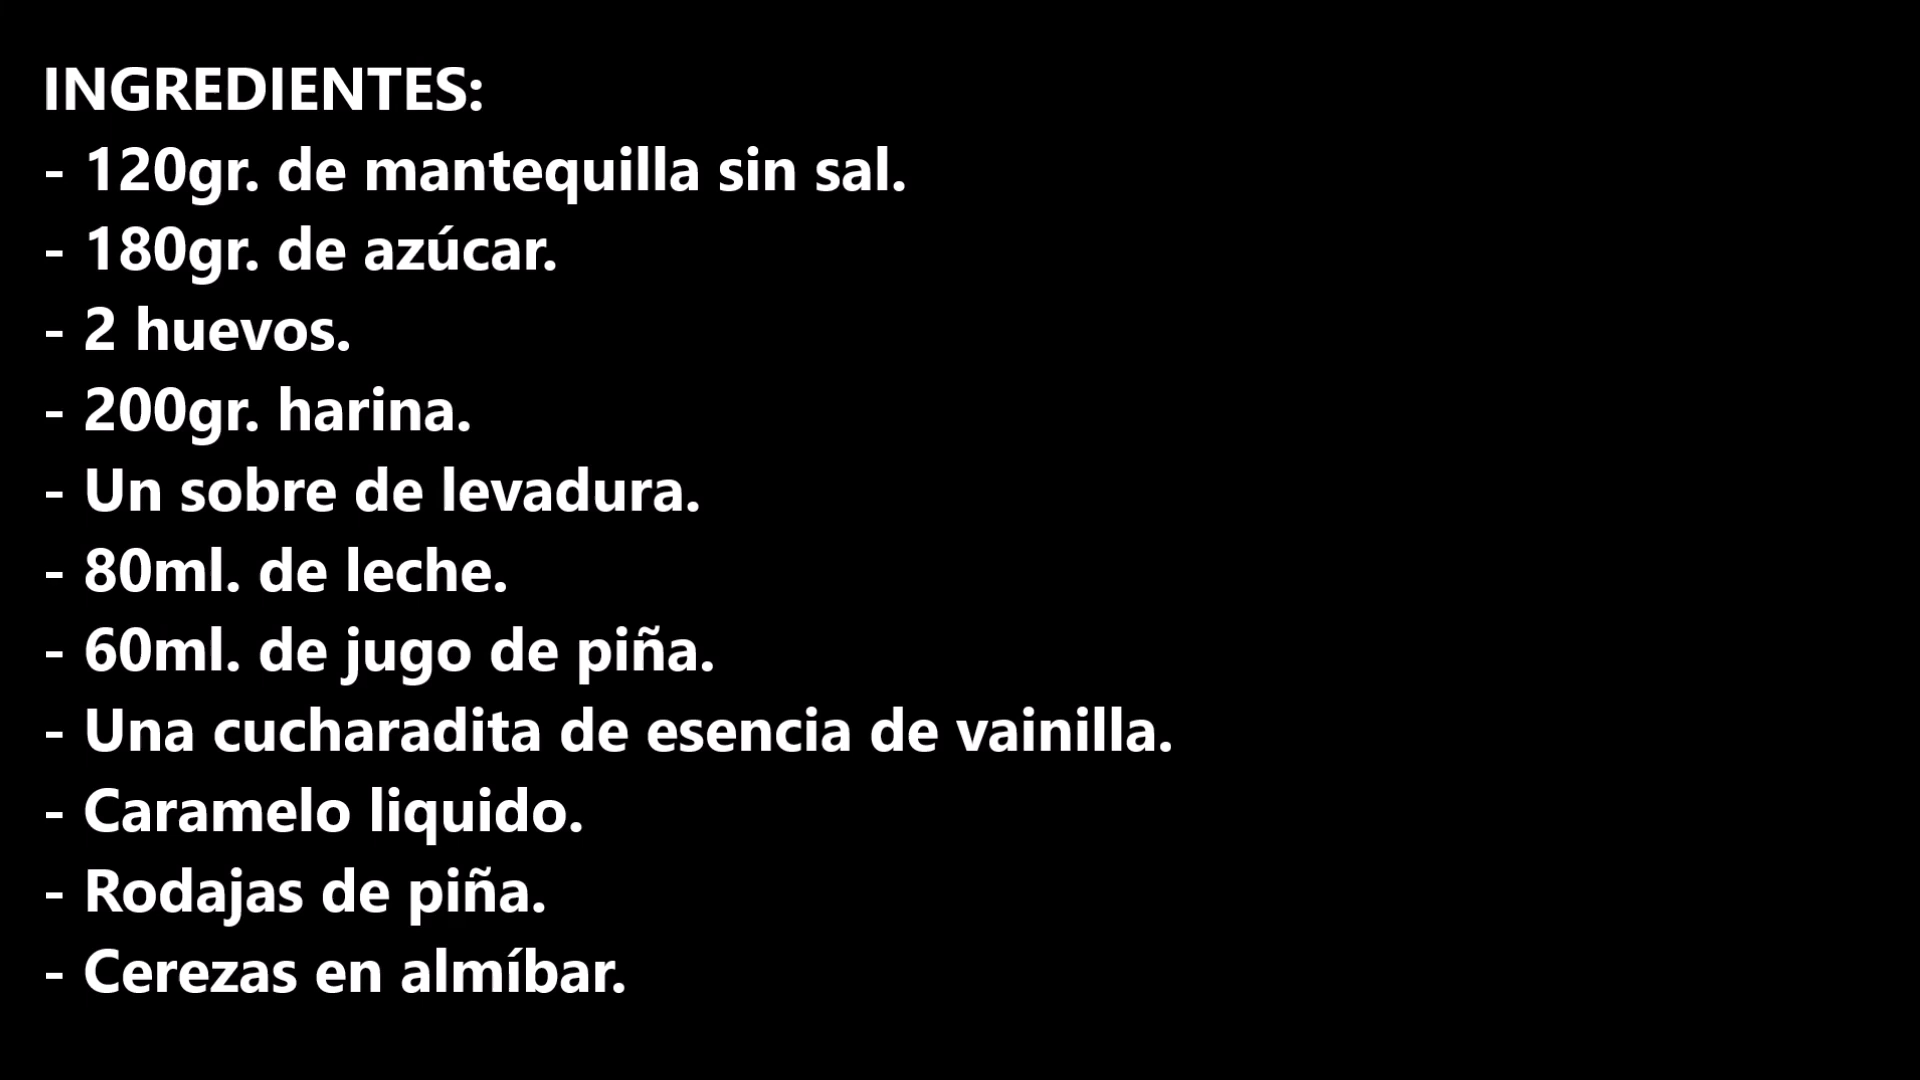 INGREDIENTES:
- 120gr. de mantequilla sin sal.
- 180gr. de azúcar.
- 2 huevos.
- 200gr. harina.
- Un sobre de levadura.
- 80ml. de leche.
- 60ml. de jugo de piña.
- Una cucharadita de esencia de vainilla.
- Caramelo liquido.
- Rodajas de piña.
- Cerezas en almíbar.